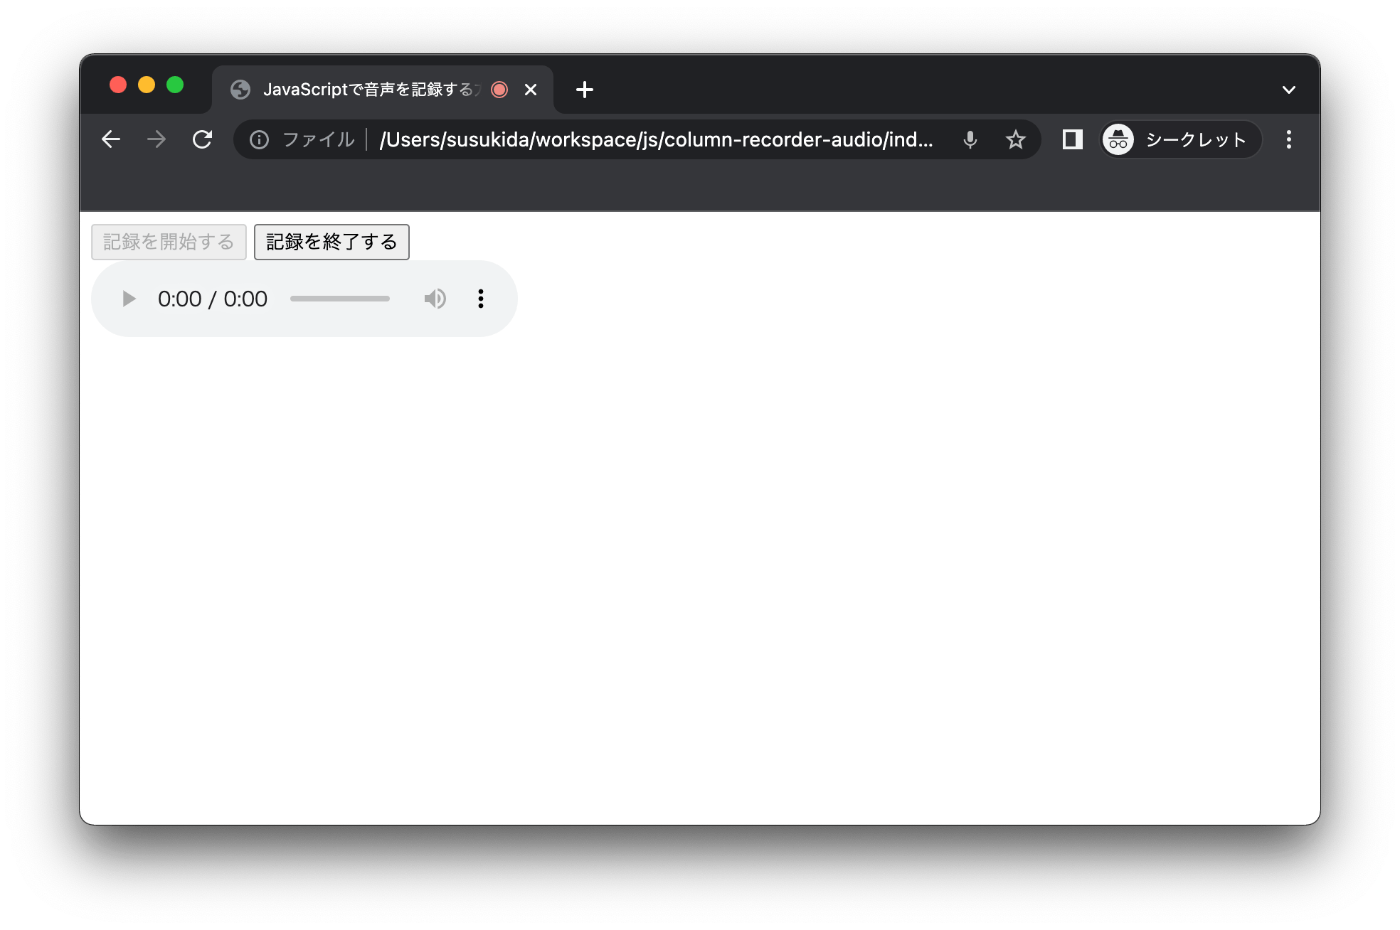 JavaScriptで音声を記録する
ファイル /Users/susukida/workspace/js/column-recorder-audio/ind...
シークレット
記録を開始する 記録を終了する
0:00 / 0:00